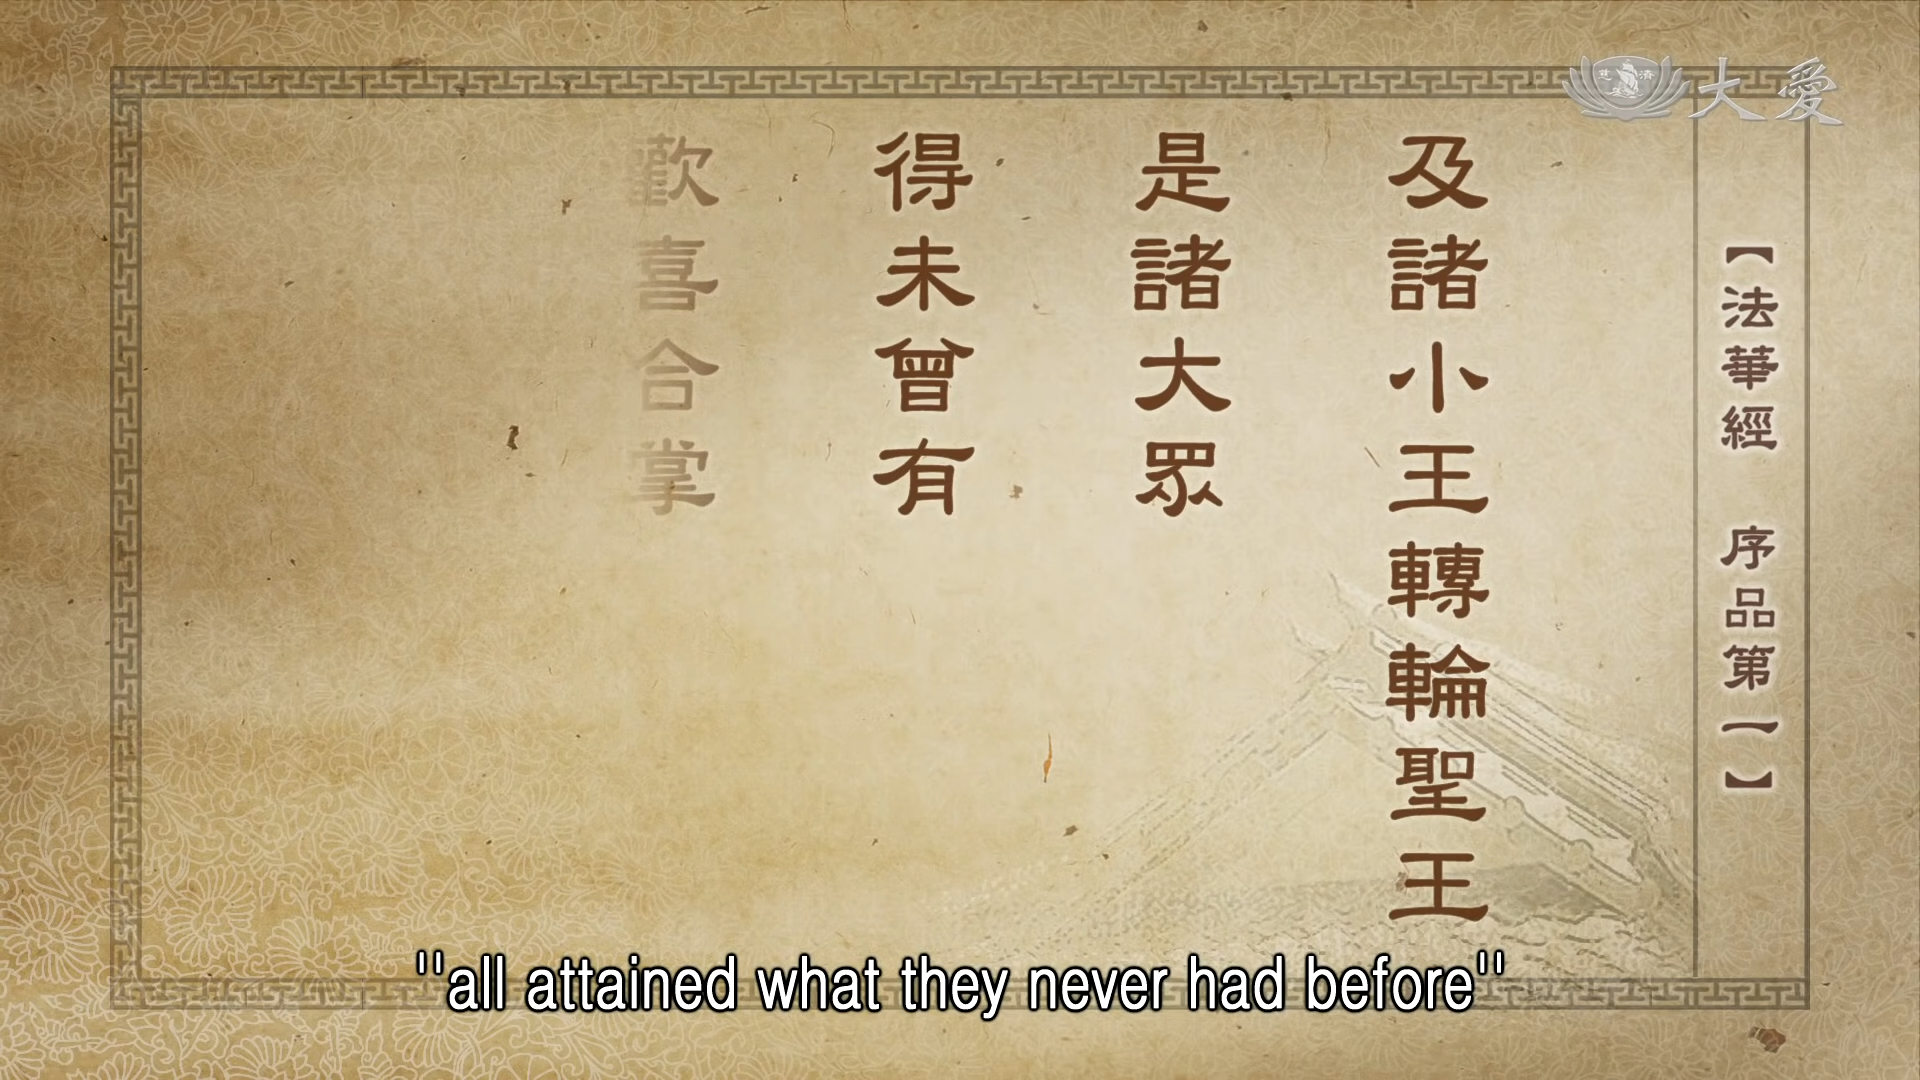 大愛
【法華經 序品第一】
及諸小王轉輪聖王
是諸大眾
得未曾有
歡喜合掌
"all attained what they never had before"